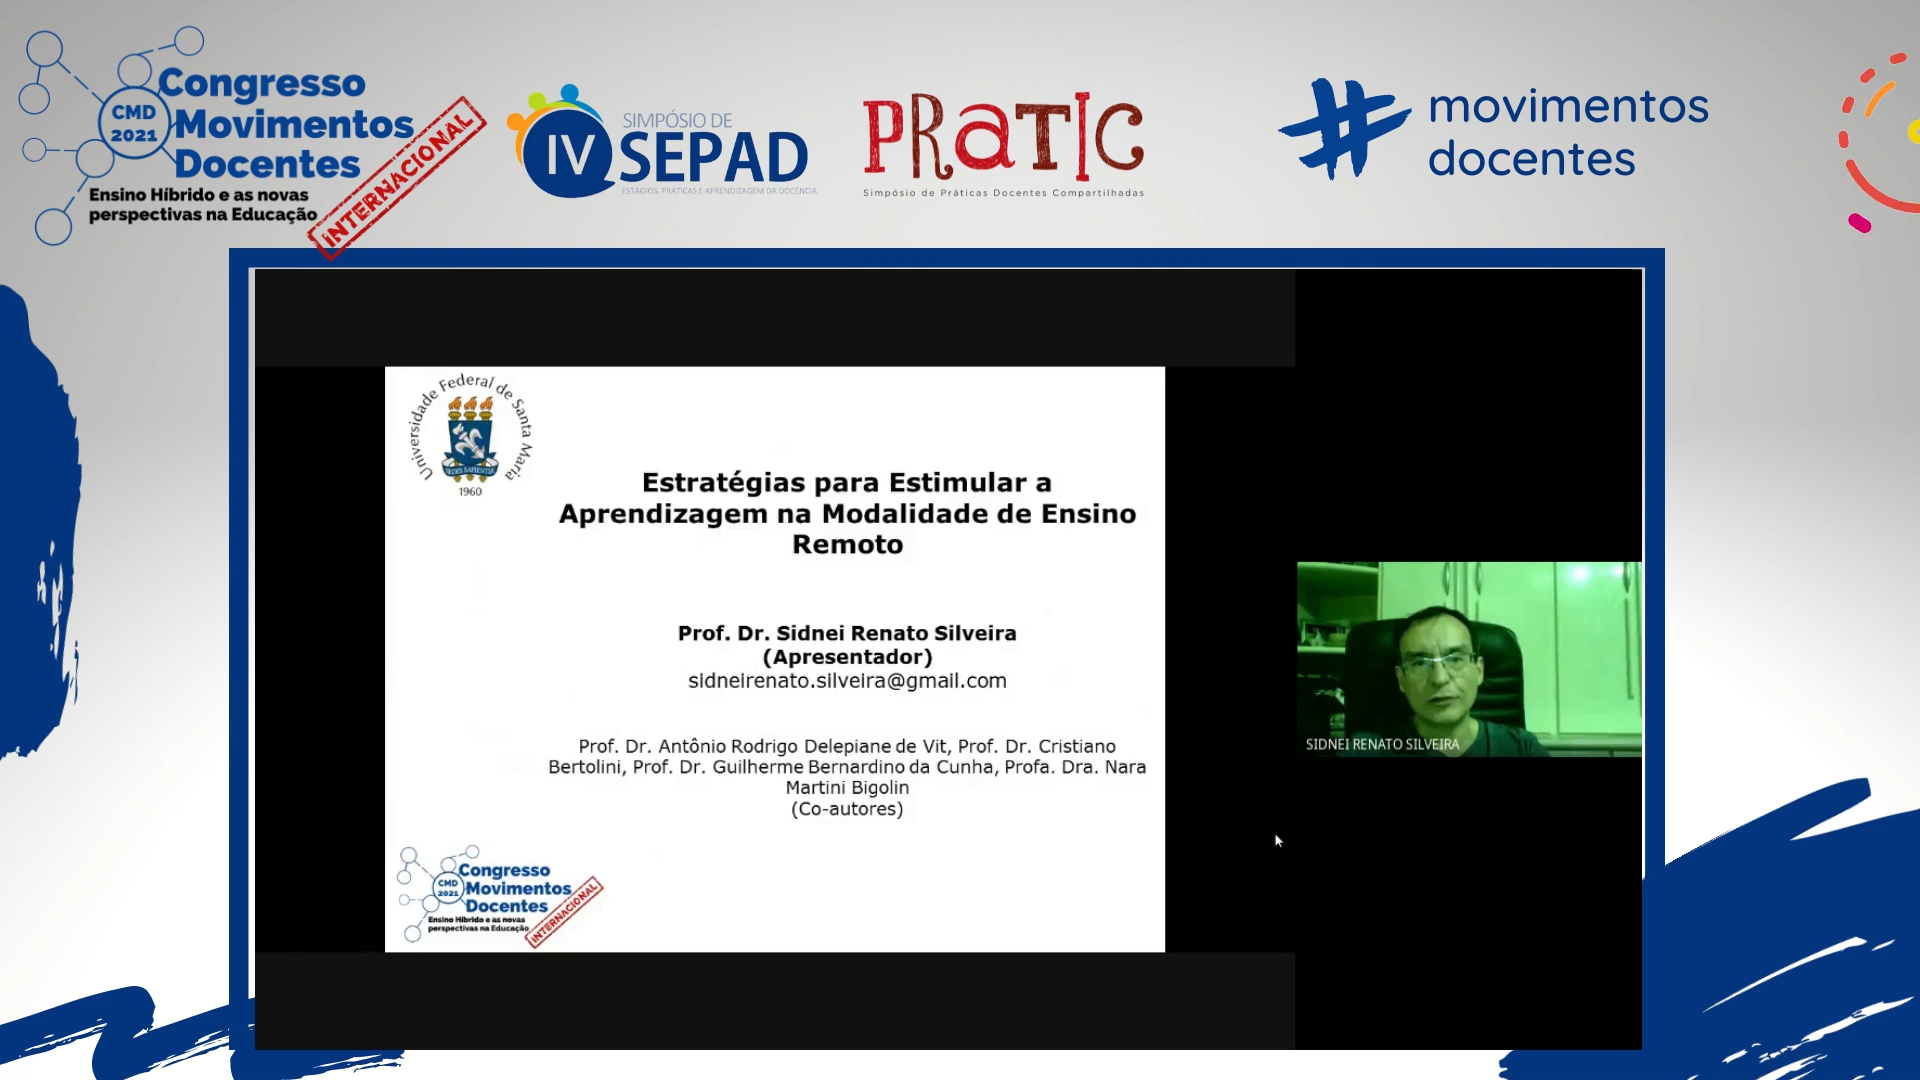 CMD
2021
Congresso
Movimentos
Docentes
Ensino Híbrido e as novas
perspectivas na Educação
INTERNACIONAL
IV
SIMPÓSIO DE
SEPAD
ESTÁGIOS, PRÁTICAS E APRENDIZAGEM DA DOCÊNCIA
PRATIC
Simpósio de Práticas Docentes Compartilhadas
#
movimentos
docentes
Universidade Federal de Santa Maria
SEDES SAPIENTIAE
1960
Estratégias para Estimular a
Aprendizagem na Modalidade de Ensino
Remoto
Prof. Dr. Sidnei Renato Silveira
(Apresentador)
sidneirenato.silveira@gmail.com
Prof. Dr. Antônio Rodrigo Delepiane de Vit, Prof. Dr. Cristiano
Bertolini, Prof. Dr. Guilherme Bernardino da Cunha, Profa. Dra. Nara
Martini Bigolin
(Co-autores)
CMD
2021
Congresso
Movimentos
Docentes
Ensino Híbrido e as novas
perspectivas na Educação
INTERNACIONAL
SIDNEI RENATO SILVEIRA